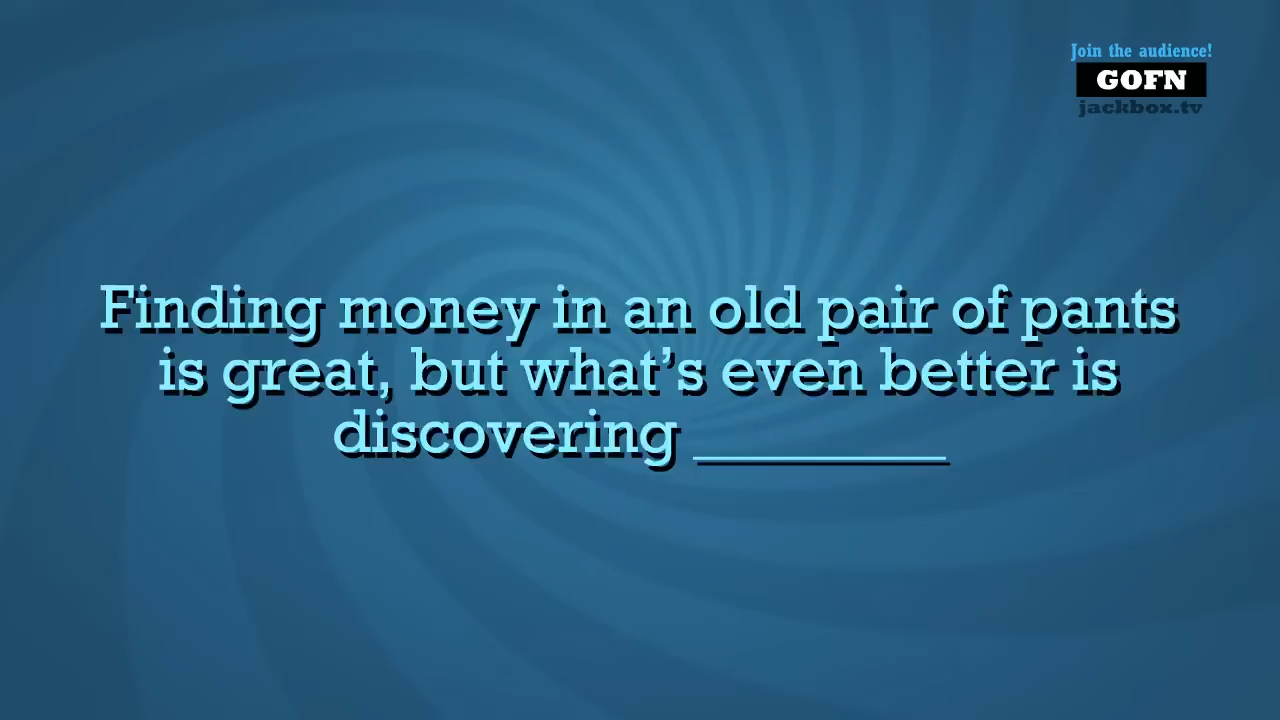 Join the audience!
GOFN
jackbox.tv
Finding money in an old pair of pants
is great, but what’s even better is
discovering _________